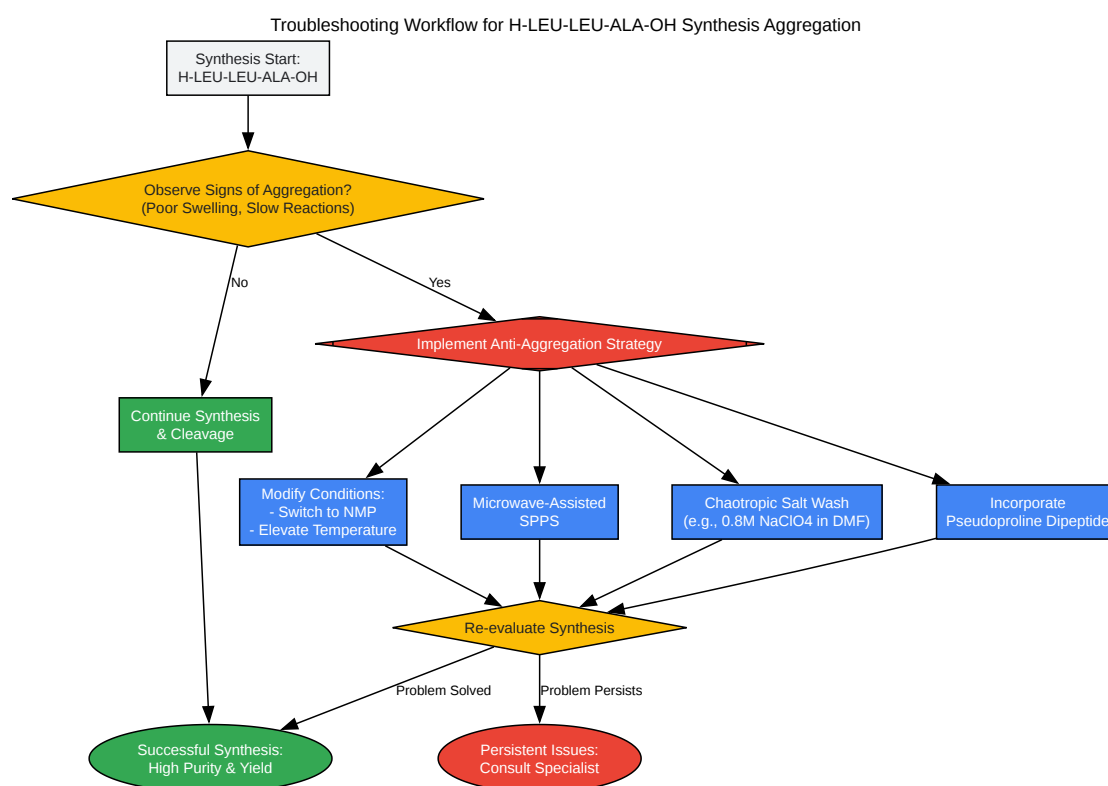 Troubleshooting Workflow for H-LEU-LEU-ALA-OH Synthesis Aggregation
Synthesis Start:
H-LEU-LEU-ALA-OH
Observe Signs of Aggregation?
(Poor Swelling, Slow Reactions)
No
Yes
Implement Anti-Aggregation Strategy
Continue Synthesis
& Cleavage
Modify Conditions:
- Switch to NMP
- Elevate Temperature
Microwave-Assisted
SPPS
Chaotropic Salt Wash
(e.g., 0.8M NaClO4 in DMF)
Incorporate
Pseudoproline Dipeptide
Re-evaluate Synthesis
Problem Solved
Problem Persists
Successful Synthesis:
High Purity & Yield
Persistent Issues:
Consult Specialist